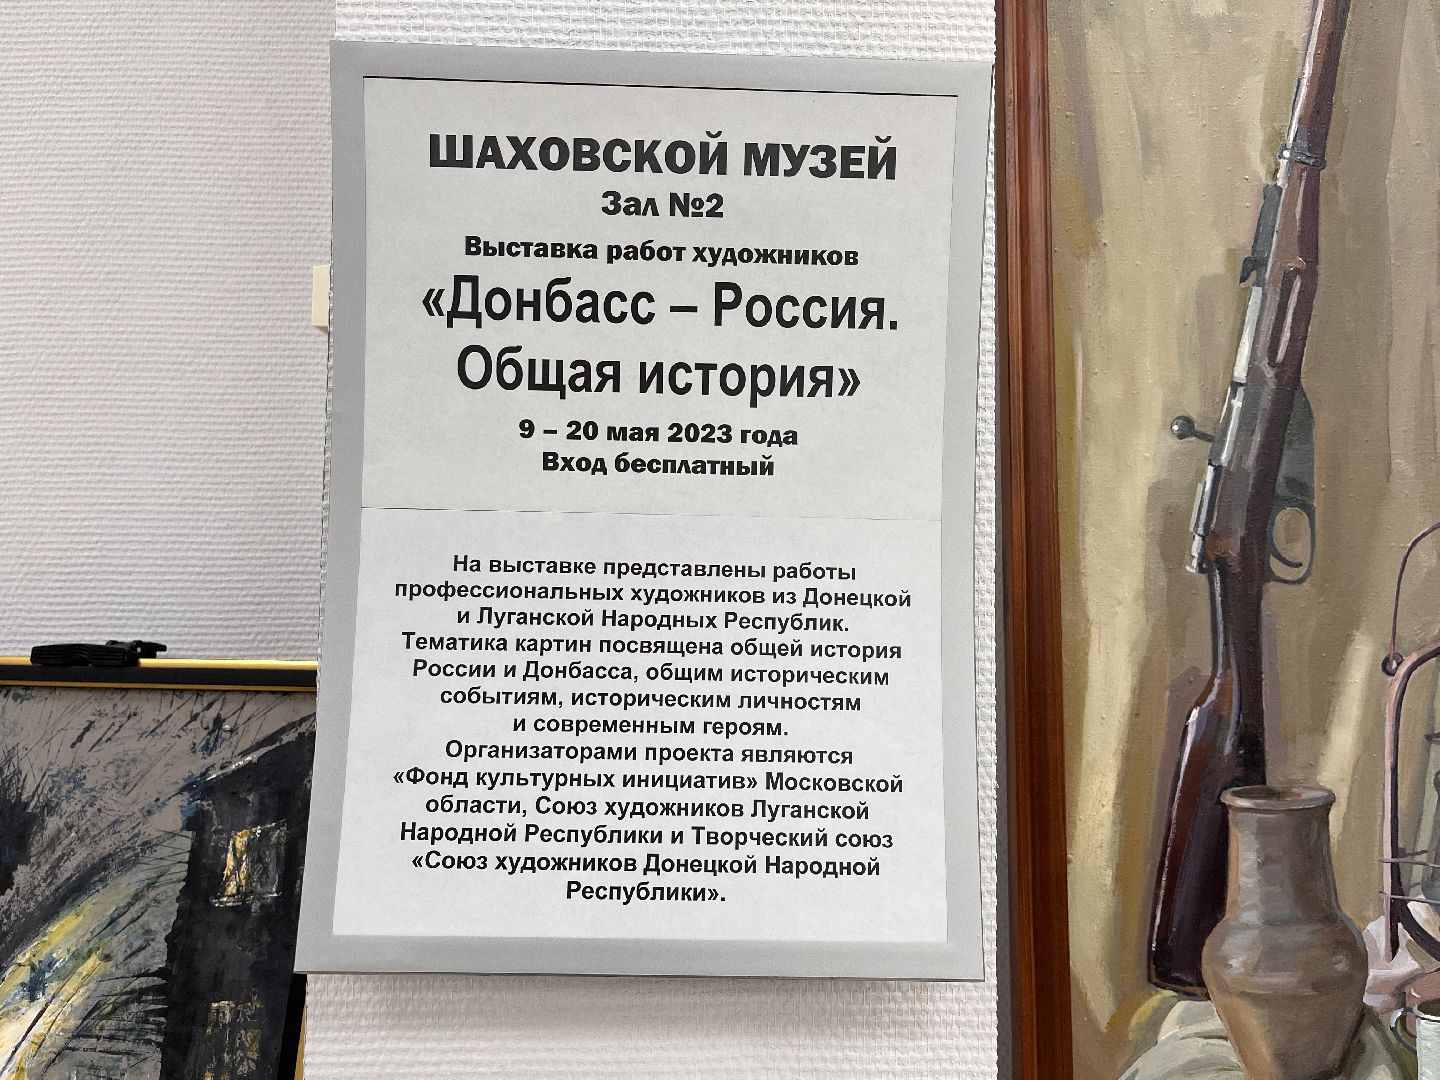 ШАХОВСКОЙ МУЗЕЙ
Зал №2
Выставка работ художников
«Донбасс – Россия.
Общая история»
9 – 20 мая 2023 года
Вход бесплатный
На выставке представлены работы
профессиональных художников из Донецкой
и Луганской Народных Республик.
Тематика картин посвящена общей истории
России и Донбасса, общим историческим
событиям, историческим личностям
и современным героям.
Организаторами проекта являются
«Фонд культурных инициатив» Московской
области, Союз художников Луганской
Народной Республики и Творческий союз
«Союз художников Донецкой Народной
Республики».